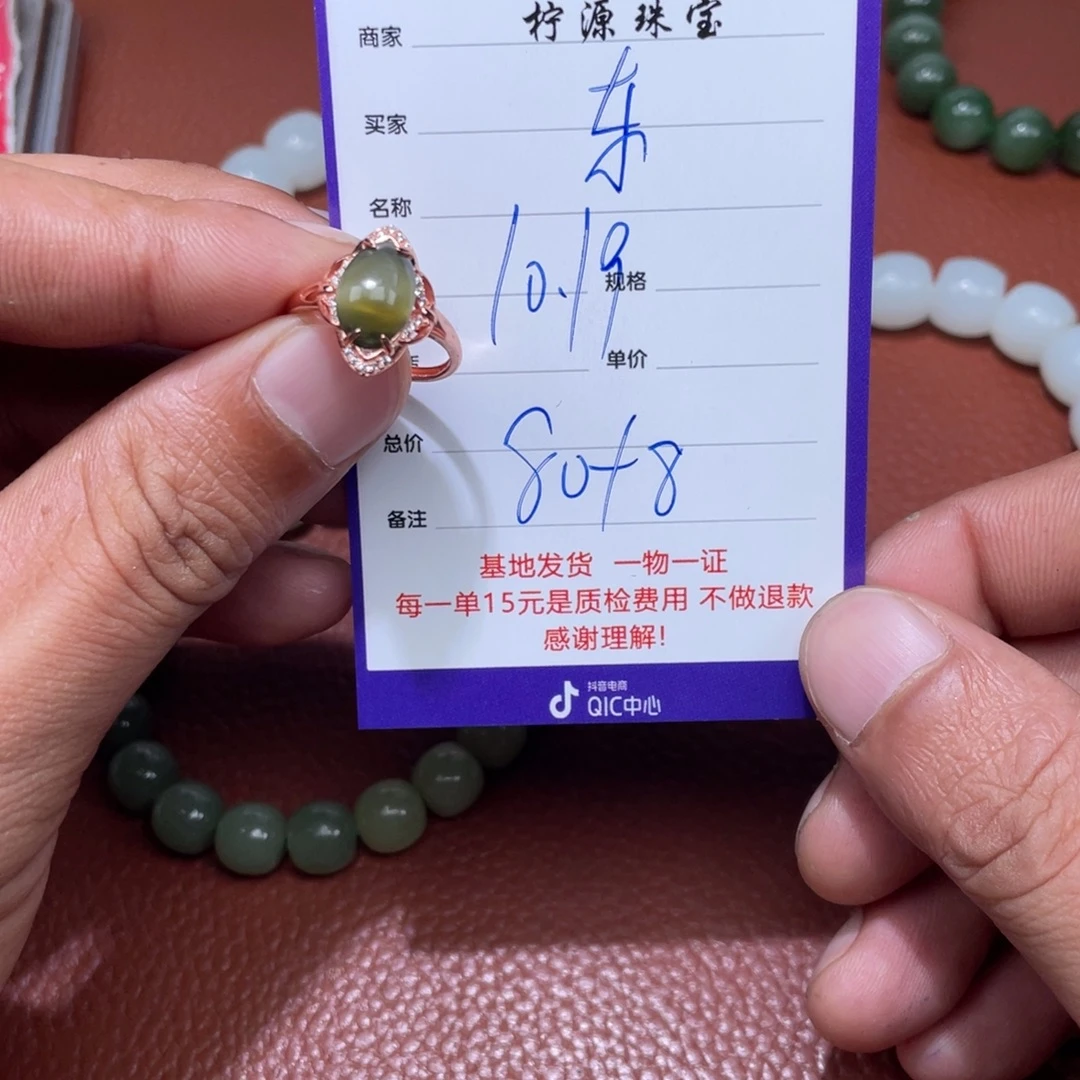 商家 柠源珠宝
买家 东
名称
10.19
规格
单价
总价 80+8
备注
基地发货 一物一证
每一单15元是质检费用 不做退款
感谢理解!
抖音电商
QIC中心